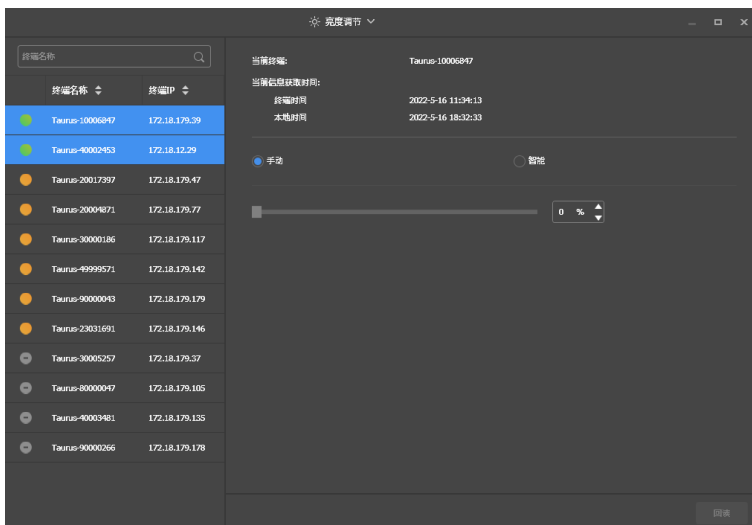 亮度调节
终端名称
终端名称 终端IP
Taurus-10006847 172.18.179.39
Taurus-40002453 172.18.12.29
Taurus-20017397 172.18.179.47
Taurus-20004871 172.18.179.77
Taurus-30000186 172.18.179.117
Taurus-49999571 172.18.179.142
Taurus-90000043 172.18.179.179
Taurus-23031691 172.18.179.146
Taurus-30005257 172.18.179.37
Taurus-80000047 172.18.179.105
Taurus-40003481 172.18.179.135
Taurus-90000266 172.18.179.178
当前终端: Taurus-10006847
当前信息获取时间:
终端时间 2022-5-16 11:34:13
本地时间 2022-5-16 18:32:33
手动 智能
0 %
回读